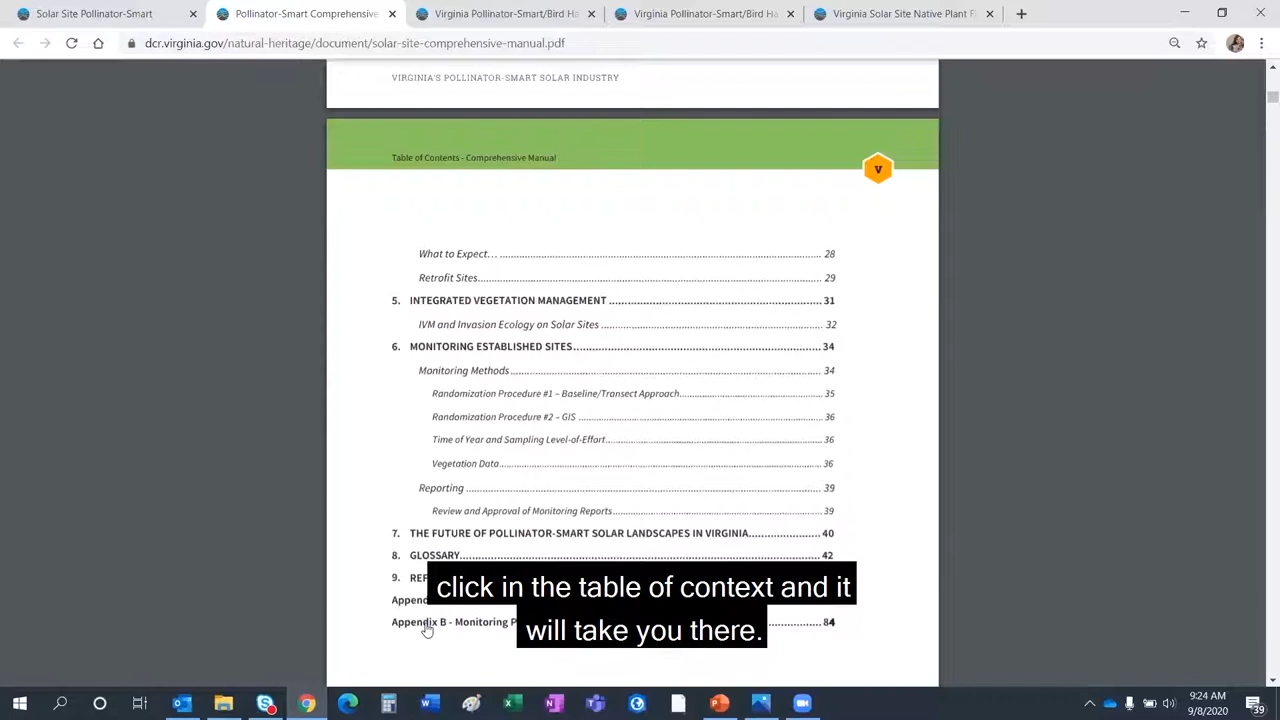 Solar Site Pollinator-Smart
Pollinator-Smart Comprehensive
Virginia Pollinator-Smart/Bird Ha
Virginia Pollinator-Smart/Bird Ha
Virginia Solar Site Native Plant F
dcr.virginia.gov/natural-heritage/document/solar-site-comprehensive-manual.pdf
VIRGINIA'S POLLINATOR-SMART SOLAR INDUSTRY
Table of Contents - Comprehensive Manual
v
What to Expect... 28
Retrofit Sites 29
5. INTEGRATED VEGETATION MANAGEMENT 31
IVM and Invasion Ecology on Solar Sites 32
6. MONITORING ESTABLISHED SITES 34
Monitoring Methods 34
Randomization Procedure #1 – Baseline/Transect Approach 35
Randomization Procedure #2 – GIS 36
Time of Year and Sampling Level-of-Effort 36
Vegetation Data 36
Reporting 39
Review and Approval of Monitoring Reports 39
7. THE FUTURE OF POLLINATOR-SMART SOLAR LANDSCAPES IN VIRGINIA 40
8. GLOSSARY 42
9. REF
Append
Appendix B - Monitoring P 84
click in the table of context and it
will take you there.
9:24 AM
9/8/2020
39